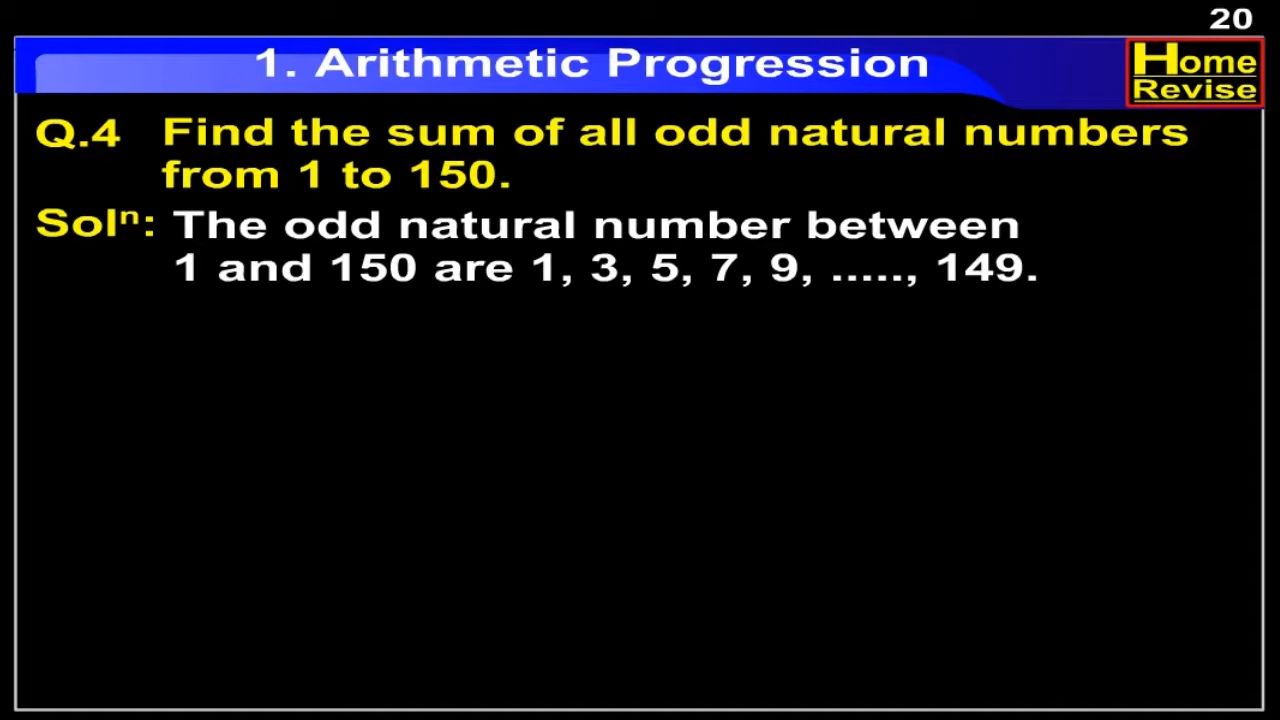 20
1. Arithmetic Progression
Home
Revise
Q.4 Find the sum of all odd natural numbers
from 1 to 150.
Solⁿ: The odd natural number between
1 and 150 are 1, 3, 5, 7, 9, ....., 149.